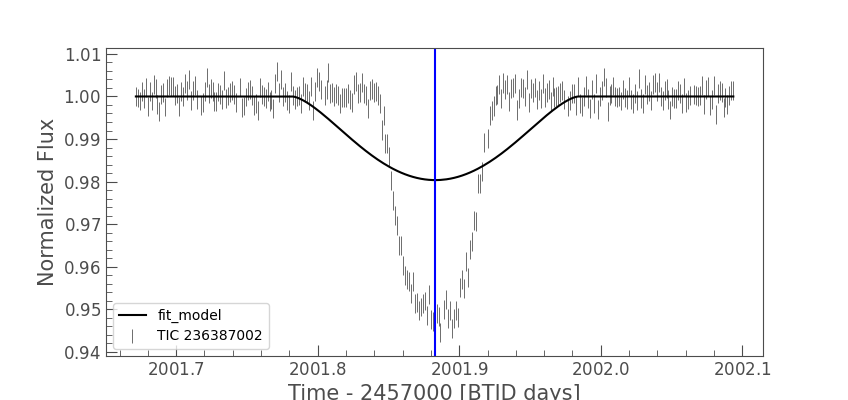 1.01
1.00
0.99
0.98
0.97
0.96
0.95
0.94
Normalized Flux
fit_model
TIC 236387002
2001.7 2001.8 2001.9 2002.0 2002.1
Time - 2457000 [BTJD days]